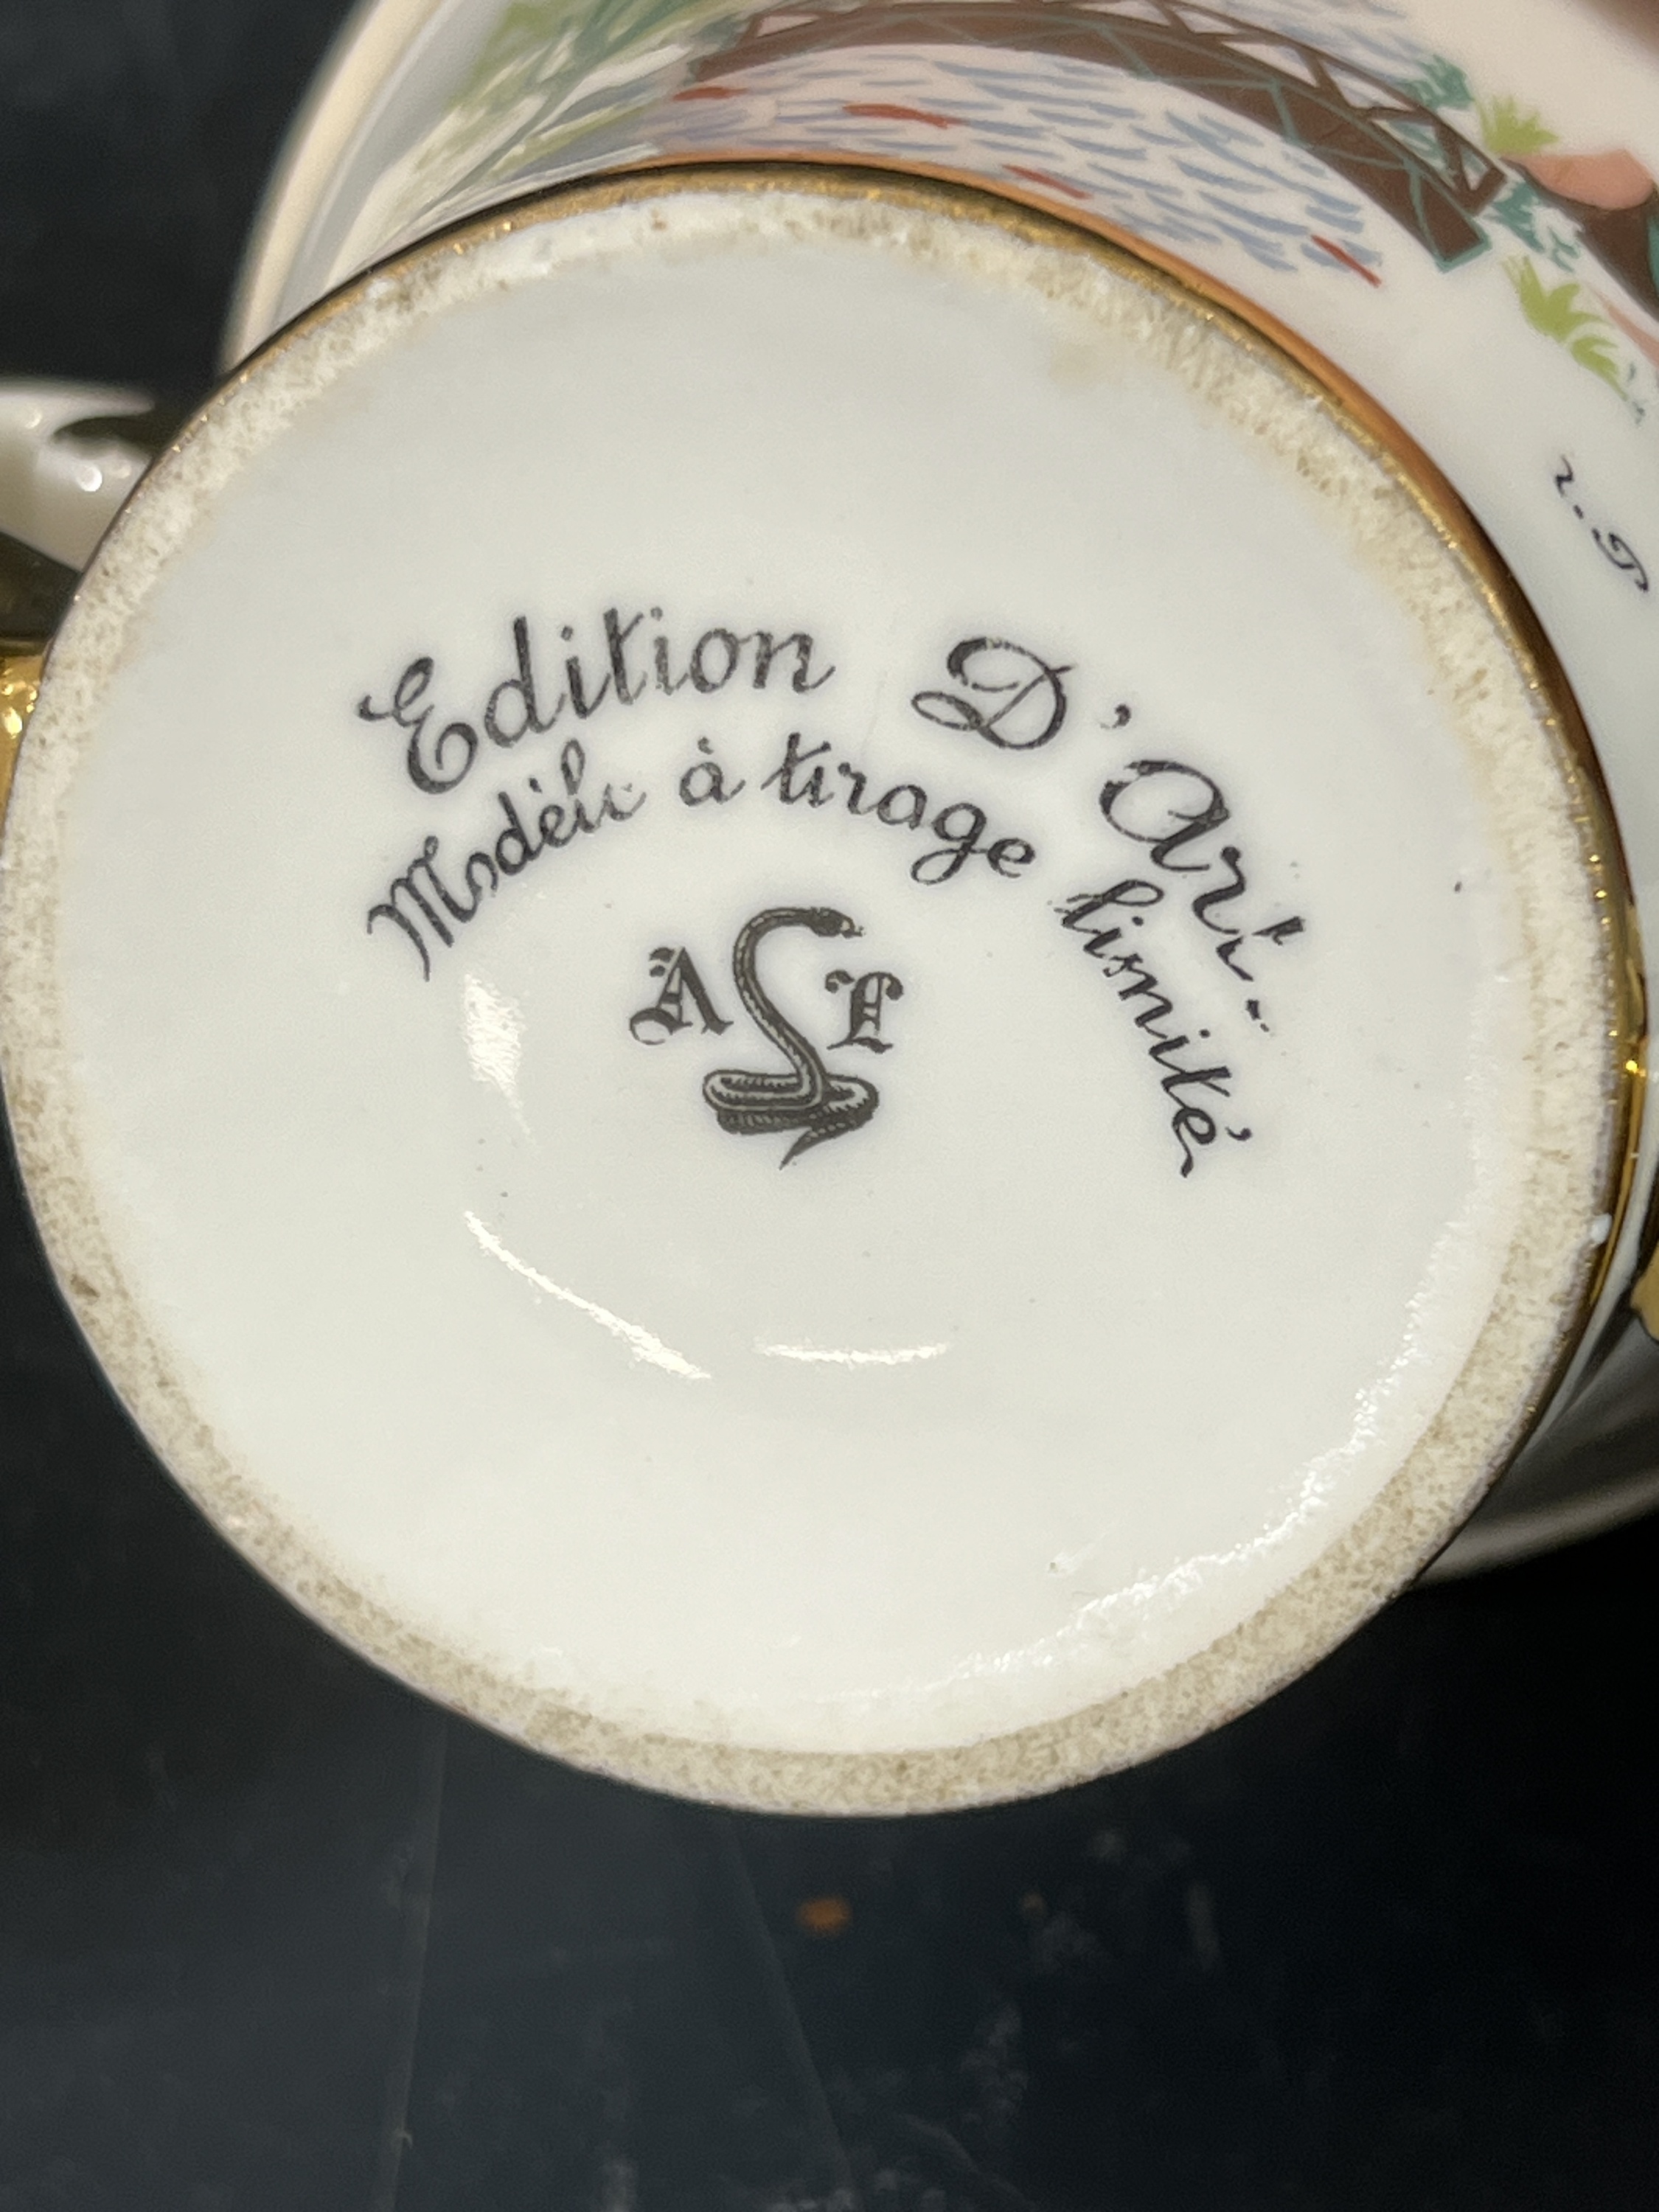 Edition D'Art.
Modèle à tirage limité
A L